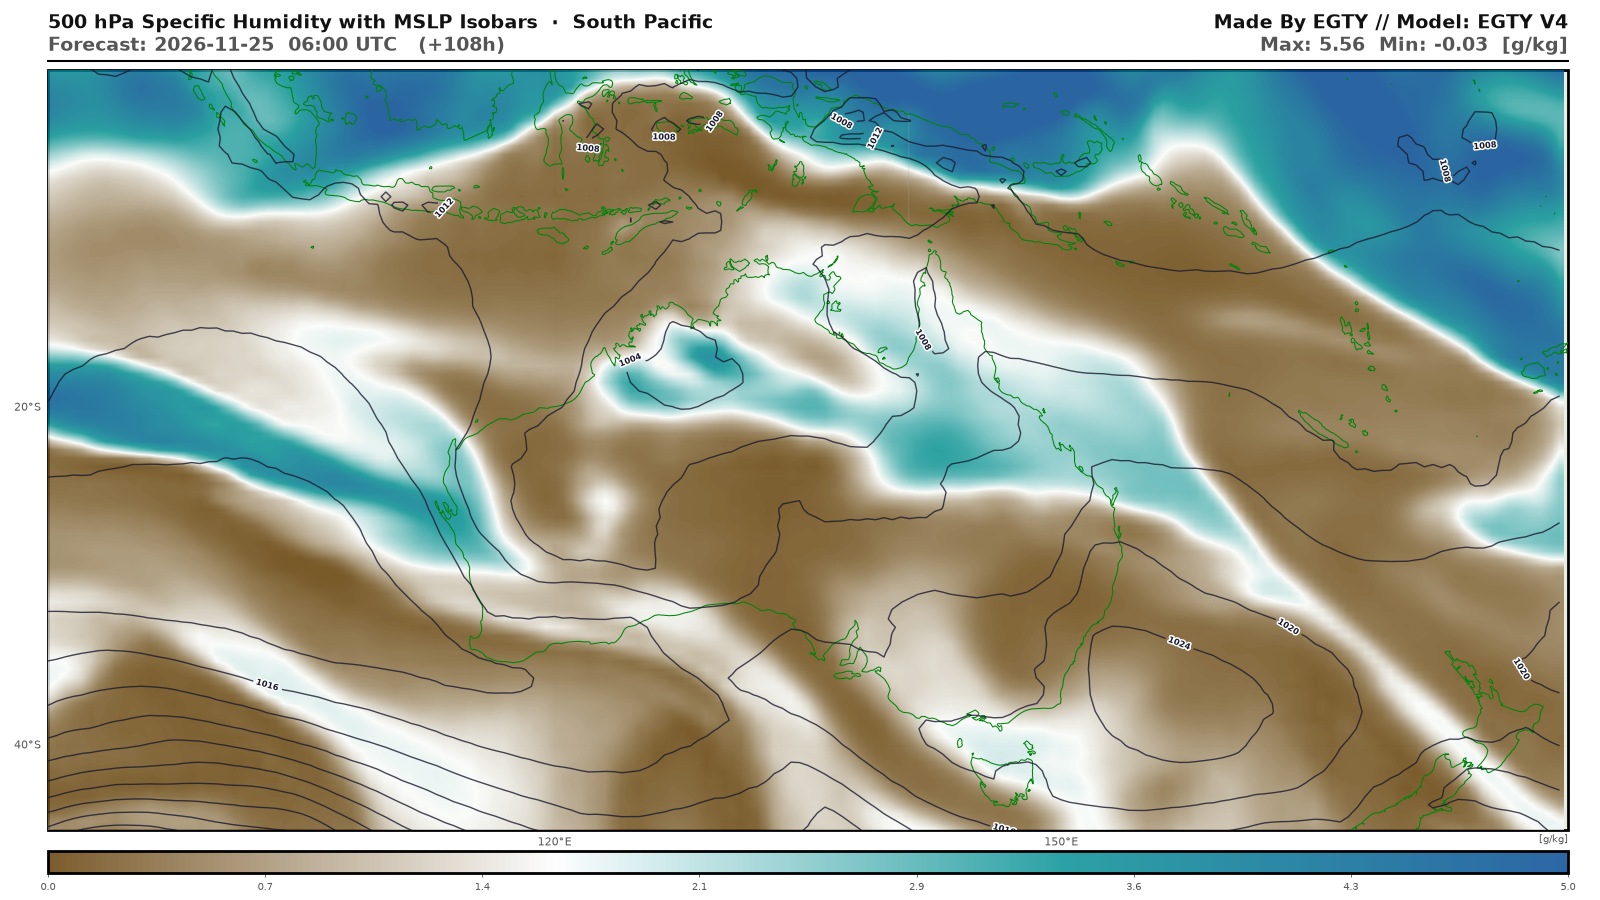 500 hPa Specific Humidity with MSLP Isobars · South Pacific
Made By EGTY // Model: EGTY V4
Forecast: 2026-11-25 06:00 UTC (+108h)
Max: 5.56 Min: -0.03 [g/kg]
1008
1008
1008
1008
1012
1008
1008
1012
1008
1004
20°S
1020
1024
1020
1016
40°S
120°E
150°E
[g/kg]
0.0
0.7
1.4
2.1
2.9
3.6
4.3
5.0